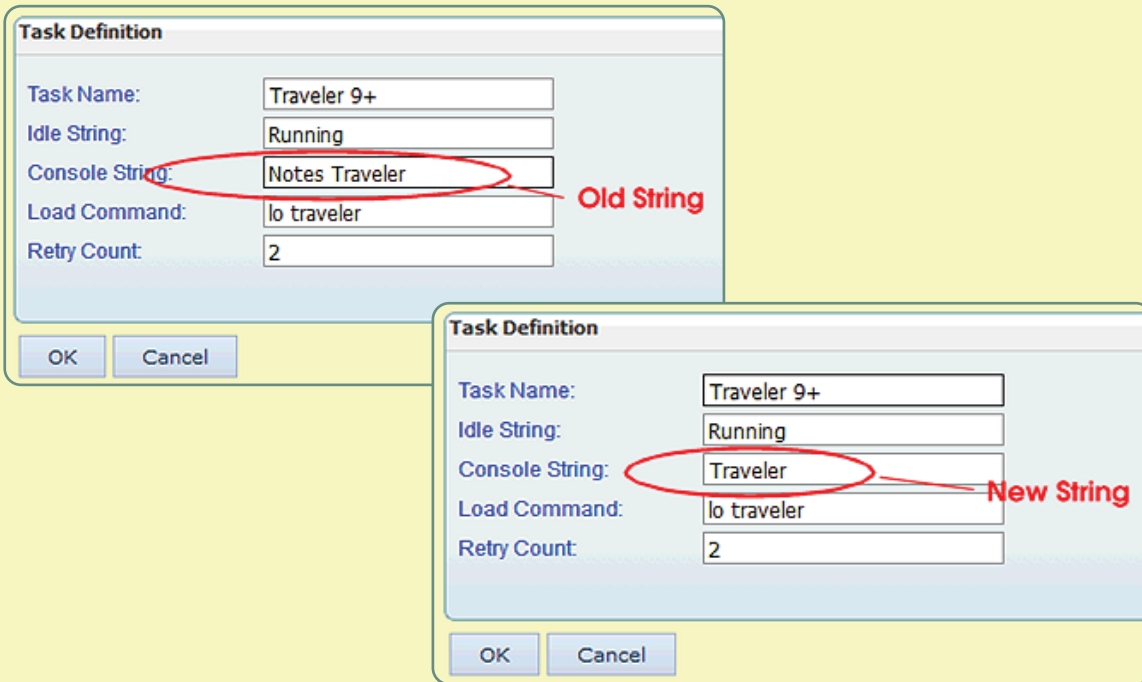 Task Definition
Task Name: Traveler 9+
Idle String: Running
Console String: Notes Traveler
Old String
Load Command: lo traveler
Retry Count: 2
OK Cancel
Task Definition
Task Name: Traveler 9+
Idle String: Running
Console String: Traveler
New String
Load Command: lo traveler
Retry Count: 2
OK Cancel